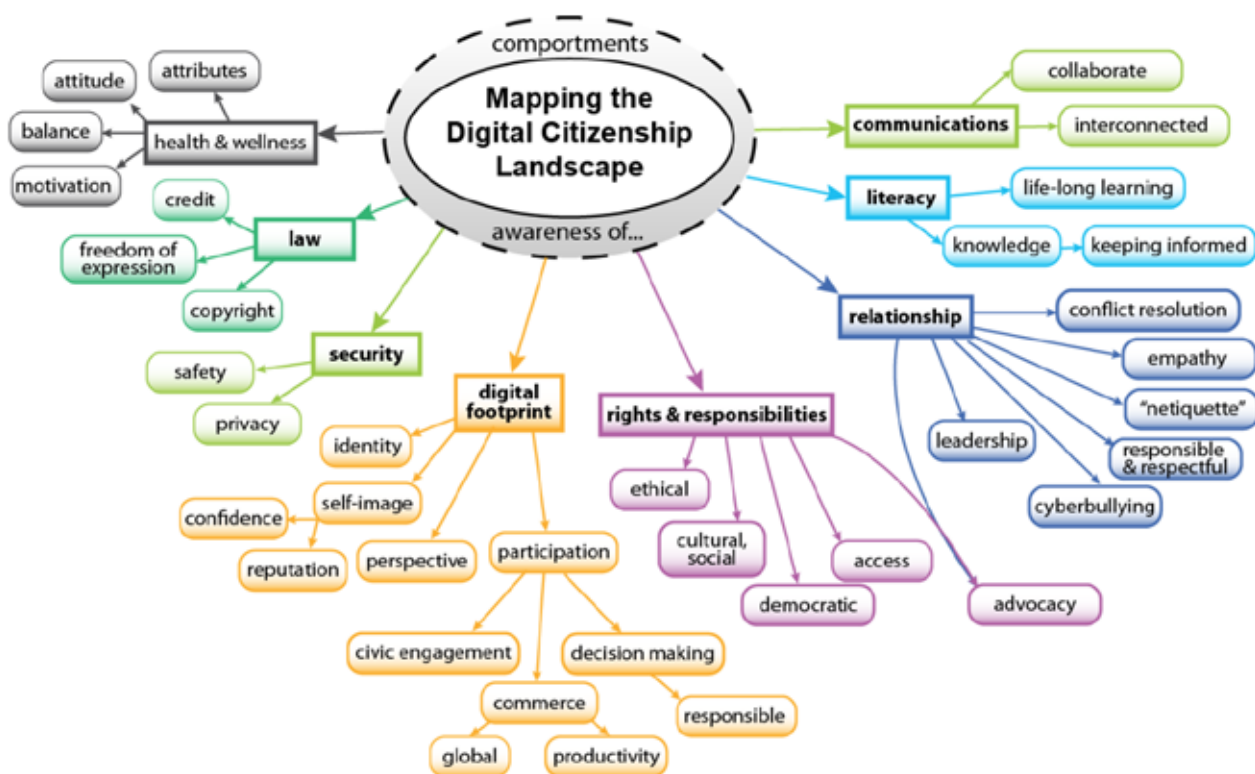 comportments
Mapping the
Digital Citizenship
Landscape
awareness of...
attributes
attitude
balance
health & wellness
motivation
credit
law
freedom of
expression
copyright
security
safety
privacy
digital
footprint
identity
self-image
confidence
reputation
perspective
participation
civic engagement
decision making
commerce
responsible
global
productivity
rights & responsibilities
ethical
cultural,
social
access
democratic
advocacy
relationship
conflict resolution
empathy
“netiquette”
responsible
& respectful
leadership
cyberbullying
literacy
life-long learning
knowledge
keeping informed
communications
collaborate
interconnected